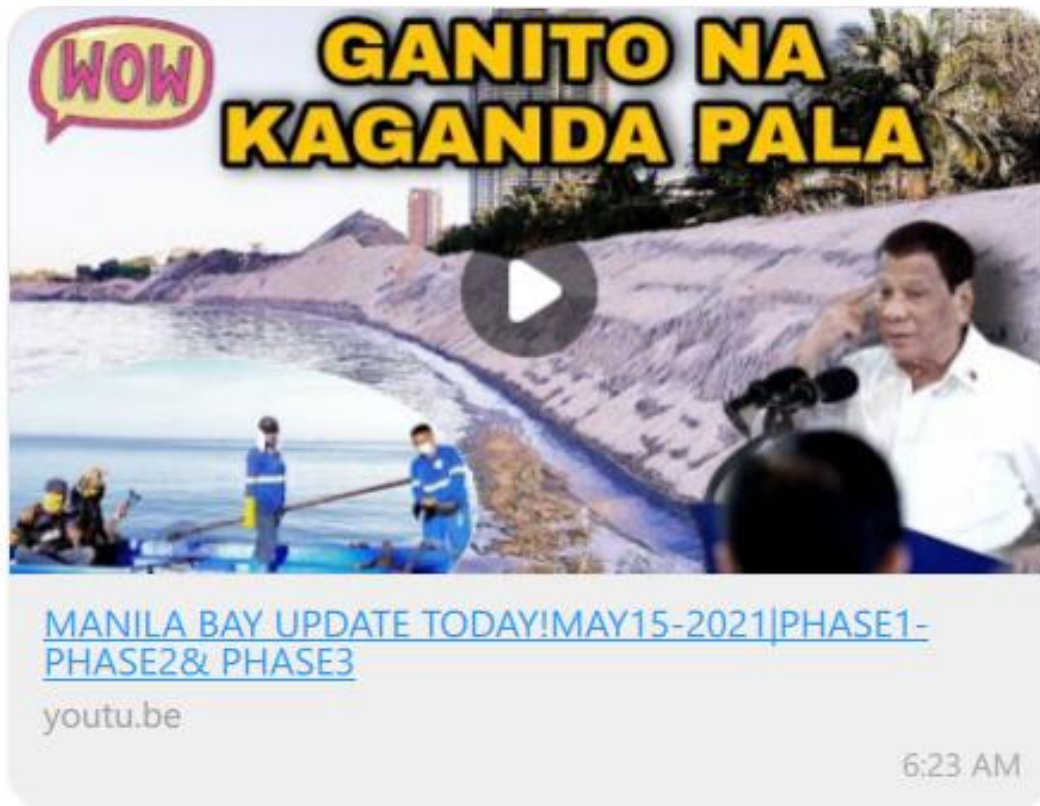 WOW
GANITO NA
KAGANDA PALA
MANILA BAY UPDATE TODAY!MAY15-2021|PHASE1-
PHASE2& PHASE3
youtu.be
6:23 AM